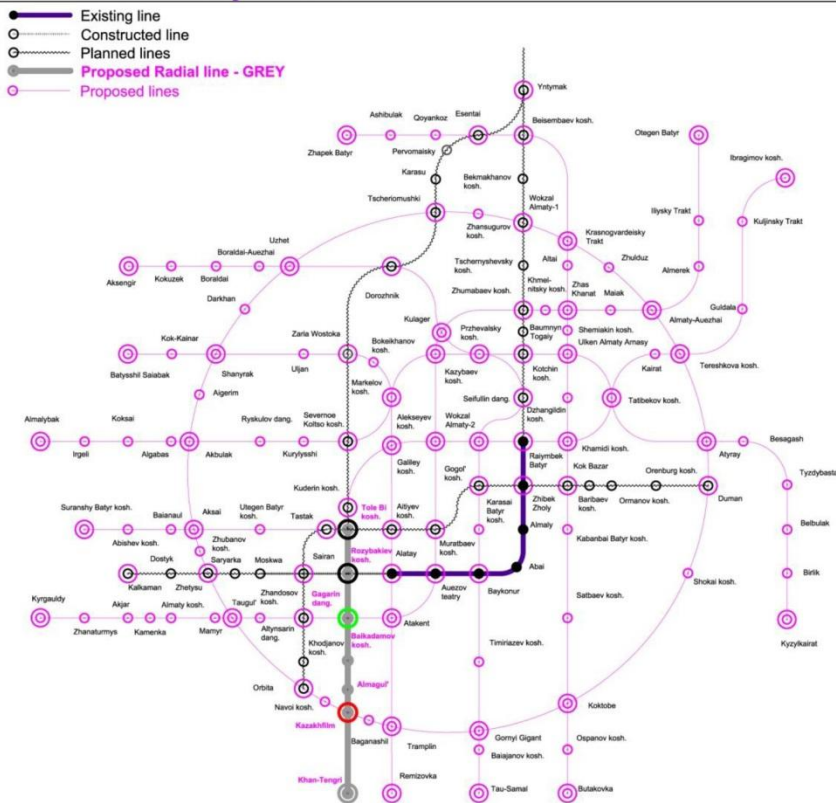 Existing line
Constructed line
Planned lines
Proposed Radial line - GREY
Proposed lines
Yntymak
Ashibulak
Qoyankoz
Esentai
Beisembaev kosh.
Otegen Batyr
Ibragimov kosh.
Zhapek Batyr
Pervomaisky
Karasu
Bekmakhanov
kosh.
Wokzal
Almaty-1
Tscheriomushki
Zhansugurov
kosh.
Krasnogvardeisky
Trakt
Iliysky Trakt
Kuljinsky Trakt
Uzhet
Boraldai-Auezhai
Aksengir
Kokuzek
Boraldai
Darkhan
Dorozhnik
Tschernyshevsky
kosh.
Altai
Zhulduz
Khmel-
nitsky kosh.
Zhas
Khanat
Maiak
Almerek
Zhumabaev kosh.
Kulager
Almaty-Auezhai
Guldala
Zaria Wostoka
Bokeikhanov
kosh.
Przhevalsky
kosh.
Baumnyn
Togaiy
Shemiakin kosh.
Ulken Almaty Arnasy
Kok-Kainar
Batysshil Saiabak
Shanyrak
Uljan
Markelov
kosh.
Kazybaev
kosh.
Kotchin
kosh.
Kairat
Tereshkova kosh.
Aigerim
Seifullin dang.
Dzhangildin
kosh.
Tatibekov kosh.
Almalybak
Koksai
Ryskulov dang.
Severnoe
Koltso kosh.
Alekseyev
kosh.
Wokzal
Almaty-2
Irgeli
Algabas
Akbulak
Kurylysshi
Galiley
kosh.
Raiymbek
Batyr
Khamidi kosh.
Atyray
Besagash
Kuderin kosh.
Gogol'
kosh.
Kok Bazar
Orenburg kosh.
Tyzdybasta
Suranshy Batyr kosh.
Aksai
Utegen Batyr
kosh.
Tastak
Tole Bi
kosh.
Aitiyev
kosh.
Karasai
Batyr kosh.
Zhibek
Zholy
Baribaev
kosh.
Ormanov kosh.
Duman
Abishev kosh.
Baianaul
Zhubanov
kosh.
Muratbaev
kosh.
Almaly
Kabanbai Batyr kosh.
Belbulak
Rozybakiev
kosh.
Alatay
Sairan
Dostyk
Saryarka
Moskwa
Abai
Kalkaman
Zhetysu
Zhandosov
kosh.
Gagarin
dang.
Auezov
teatry
Baykonur
Shokai kosh.
Birlik
Kyrgauldy
Akjar
Almaty kosh.
Taugul'
Satbaev kosh.
Zhanaturmys
Kamenka
Mamyr
Altynsarin
dang.
Khodjanov
kosh.
Baikadamov
kosh.
Atakent
Timiriazev kosh.
Kyzylkairat
Orbita
Navoi kosh.
Almagul'
Koktobe
Kazakhfilm
Baganashil
Tramplin
Gornyi Gigant
Ospanov kosh.
Baiajanov kosh.
Khan-Tengri
Remizovka
Tau-Samal
Butakovka